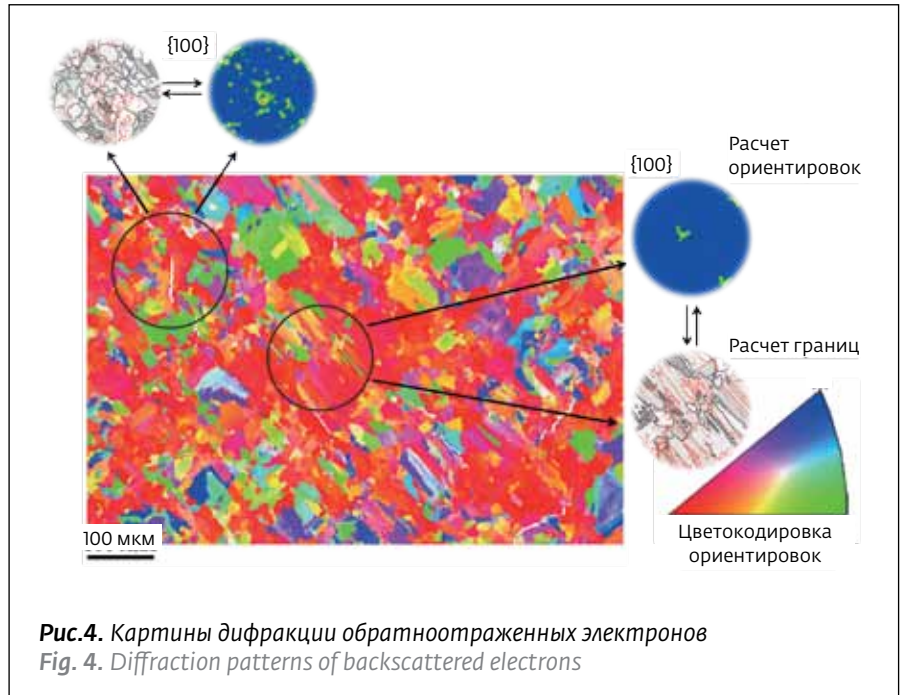 {100}
Расчет
ориентировок
{100}
Расчет границ
100 мкм
Цветокодировка
ориентировок
Рис.4. Картины дифракции обратноотраженных электронов
Fig. 4. Diffraction patterns of backscattered electrons